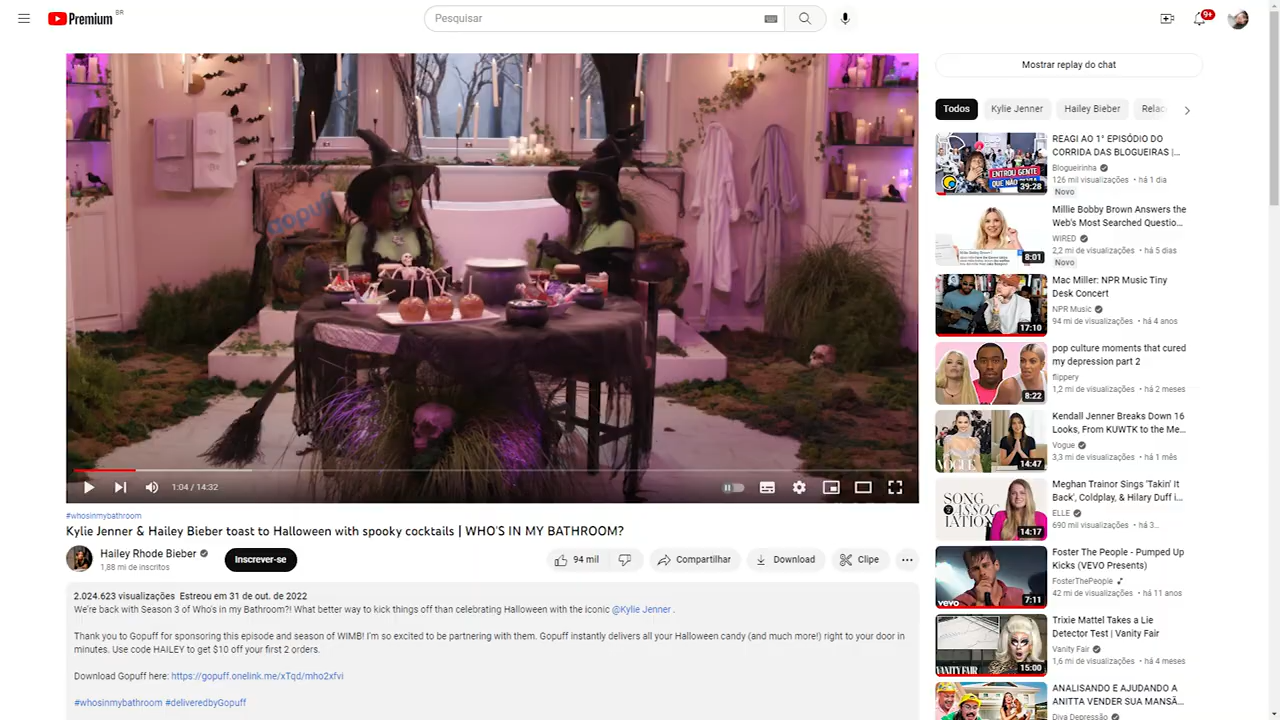 Premium BR
Pesquisar
9+
gopuff
1:04 / 14:32
#whosinmybathroom
Kylie Jenner & Hailey Bieber toast to Halloween with spooky cocktails | WHO'S IN MY BATHROOM?
Hailey Rhode Bieber
1,88 mi de inscritos
Inscrever-se
94 mil
Compartilhar
Download
Clipe
2.024.623 visualizações Estreou em 31 de out. de 2022
We're back with Season 3 of Who's in my Bathroom?! What better way to kick things off than celebrating Halloween with the iconic @Kylie Jenner .
Thank you to Gopuff for sponsoring this episode and season of WIMB! I'm so excited to be partnering with them. Gopuff instantly delivers all your Halloween candy (and much more!) right to your door in
minutes. Use code HAILEY to get $10 off your first 2 orders.
Download Gopuff here: https://gopuff.onelink.me/xTqd/mho2xfvi
#whosinmybathroom #deliveredbyGopuff
Mostrar replay do chat
Todos
Kylie Jenner
Hailey Bieber
Relac
ENTROU GENTE
QUE NÃO
39:28
REAGI AO 1° EPISÓDIO DO
CORRIDA DAS BLOGUEIRAS |...
Blogueirinha
126 mil visualizações • há 1 dia
Novo
8:01
Millie Bobby Brown Answers the
Web's Most Searched Questio...
WIRED
2,2 mi de visualizações • há 5 dias
Novo
17:10
Mac Miller: NPR Music Tiny
Desk Concert
NPR Music
94 mi de visualizações • há 4 anos
8:22
pop culture moments that cured
my depression part 2
flippery
1,2 mi de visualizações • há 2 meses
VOGUE
14:47
Kendall Jenner Breaks Down 16
Looks, From KUWTK to the Me...
Vogue
3,3 mi de visualizações • há 1 mês
SONG
ASSOC
IATION
14:17
Meghan Trainor Sings 'Takin' It
Back', Coldplay, & Hilary Duff i...
ELLE
690 mil visualizações • há 3...
vevo
7:11
Foster The People - Pumped Up
Kicks (VEVO Presents)
FosterThePeople
42 mi de visualizações • há 11 anos
VANITY FAIR
15:00
Trixie Mattel Takes a Lie
Detector Test | Vanity Fair
Vanity Fair
1,6 mi de visualizações • há 4 meses
ANALISANDO E AJUDANDO A
ANITTA VENDER SUA MANSÃ...
Diva Depressão